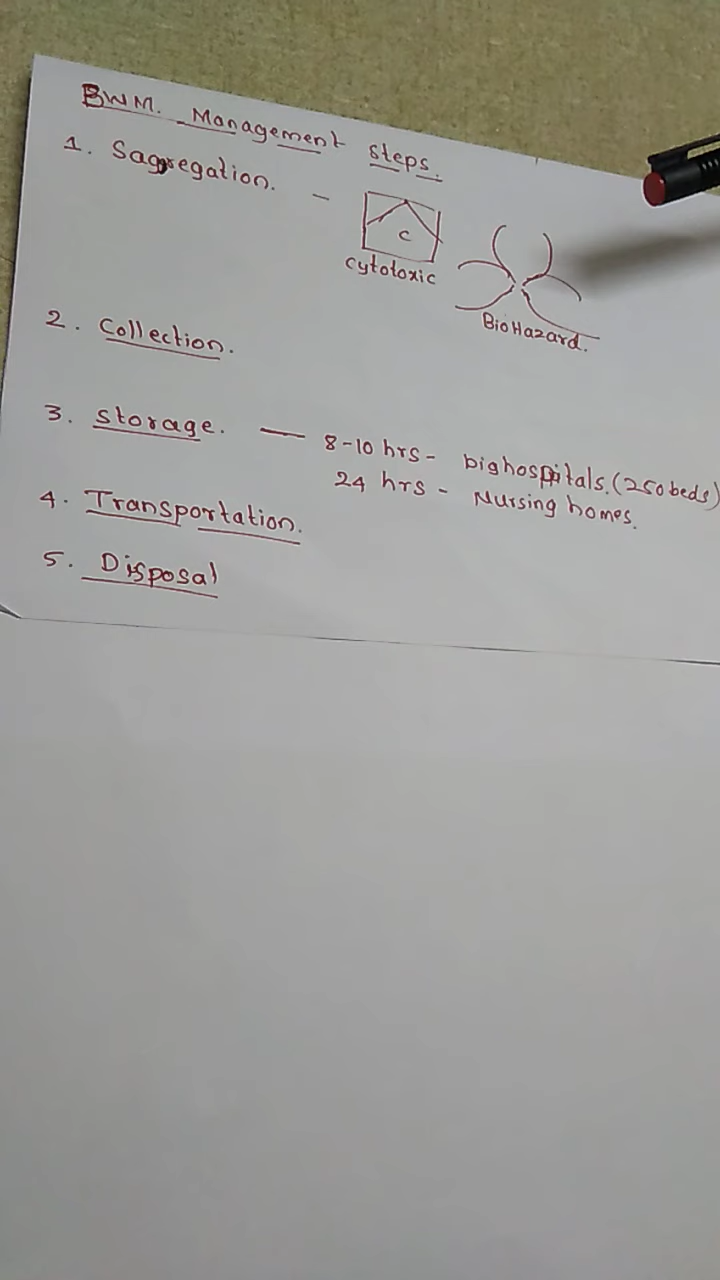 BWM. Management steps.
1. Saggregation. -
C
cytotoxic
BioHazard.
2. Collection.
3. storage. — 8-10 hrs - big hospitals. (250 beds)
24 hrs - Nursing homes.
4. Transportation.
5. Disposal